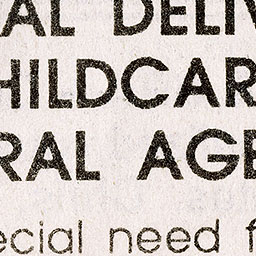 AL DELIV
HILDCAR
RAL AGE
ecial need f